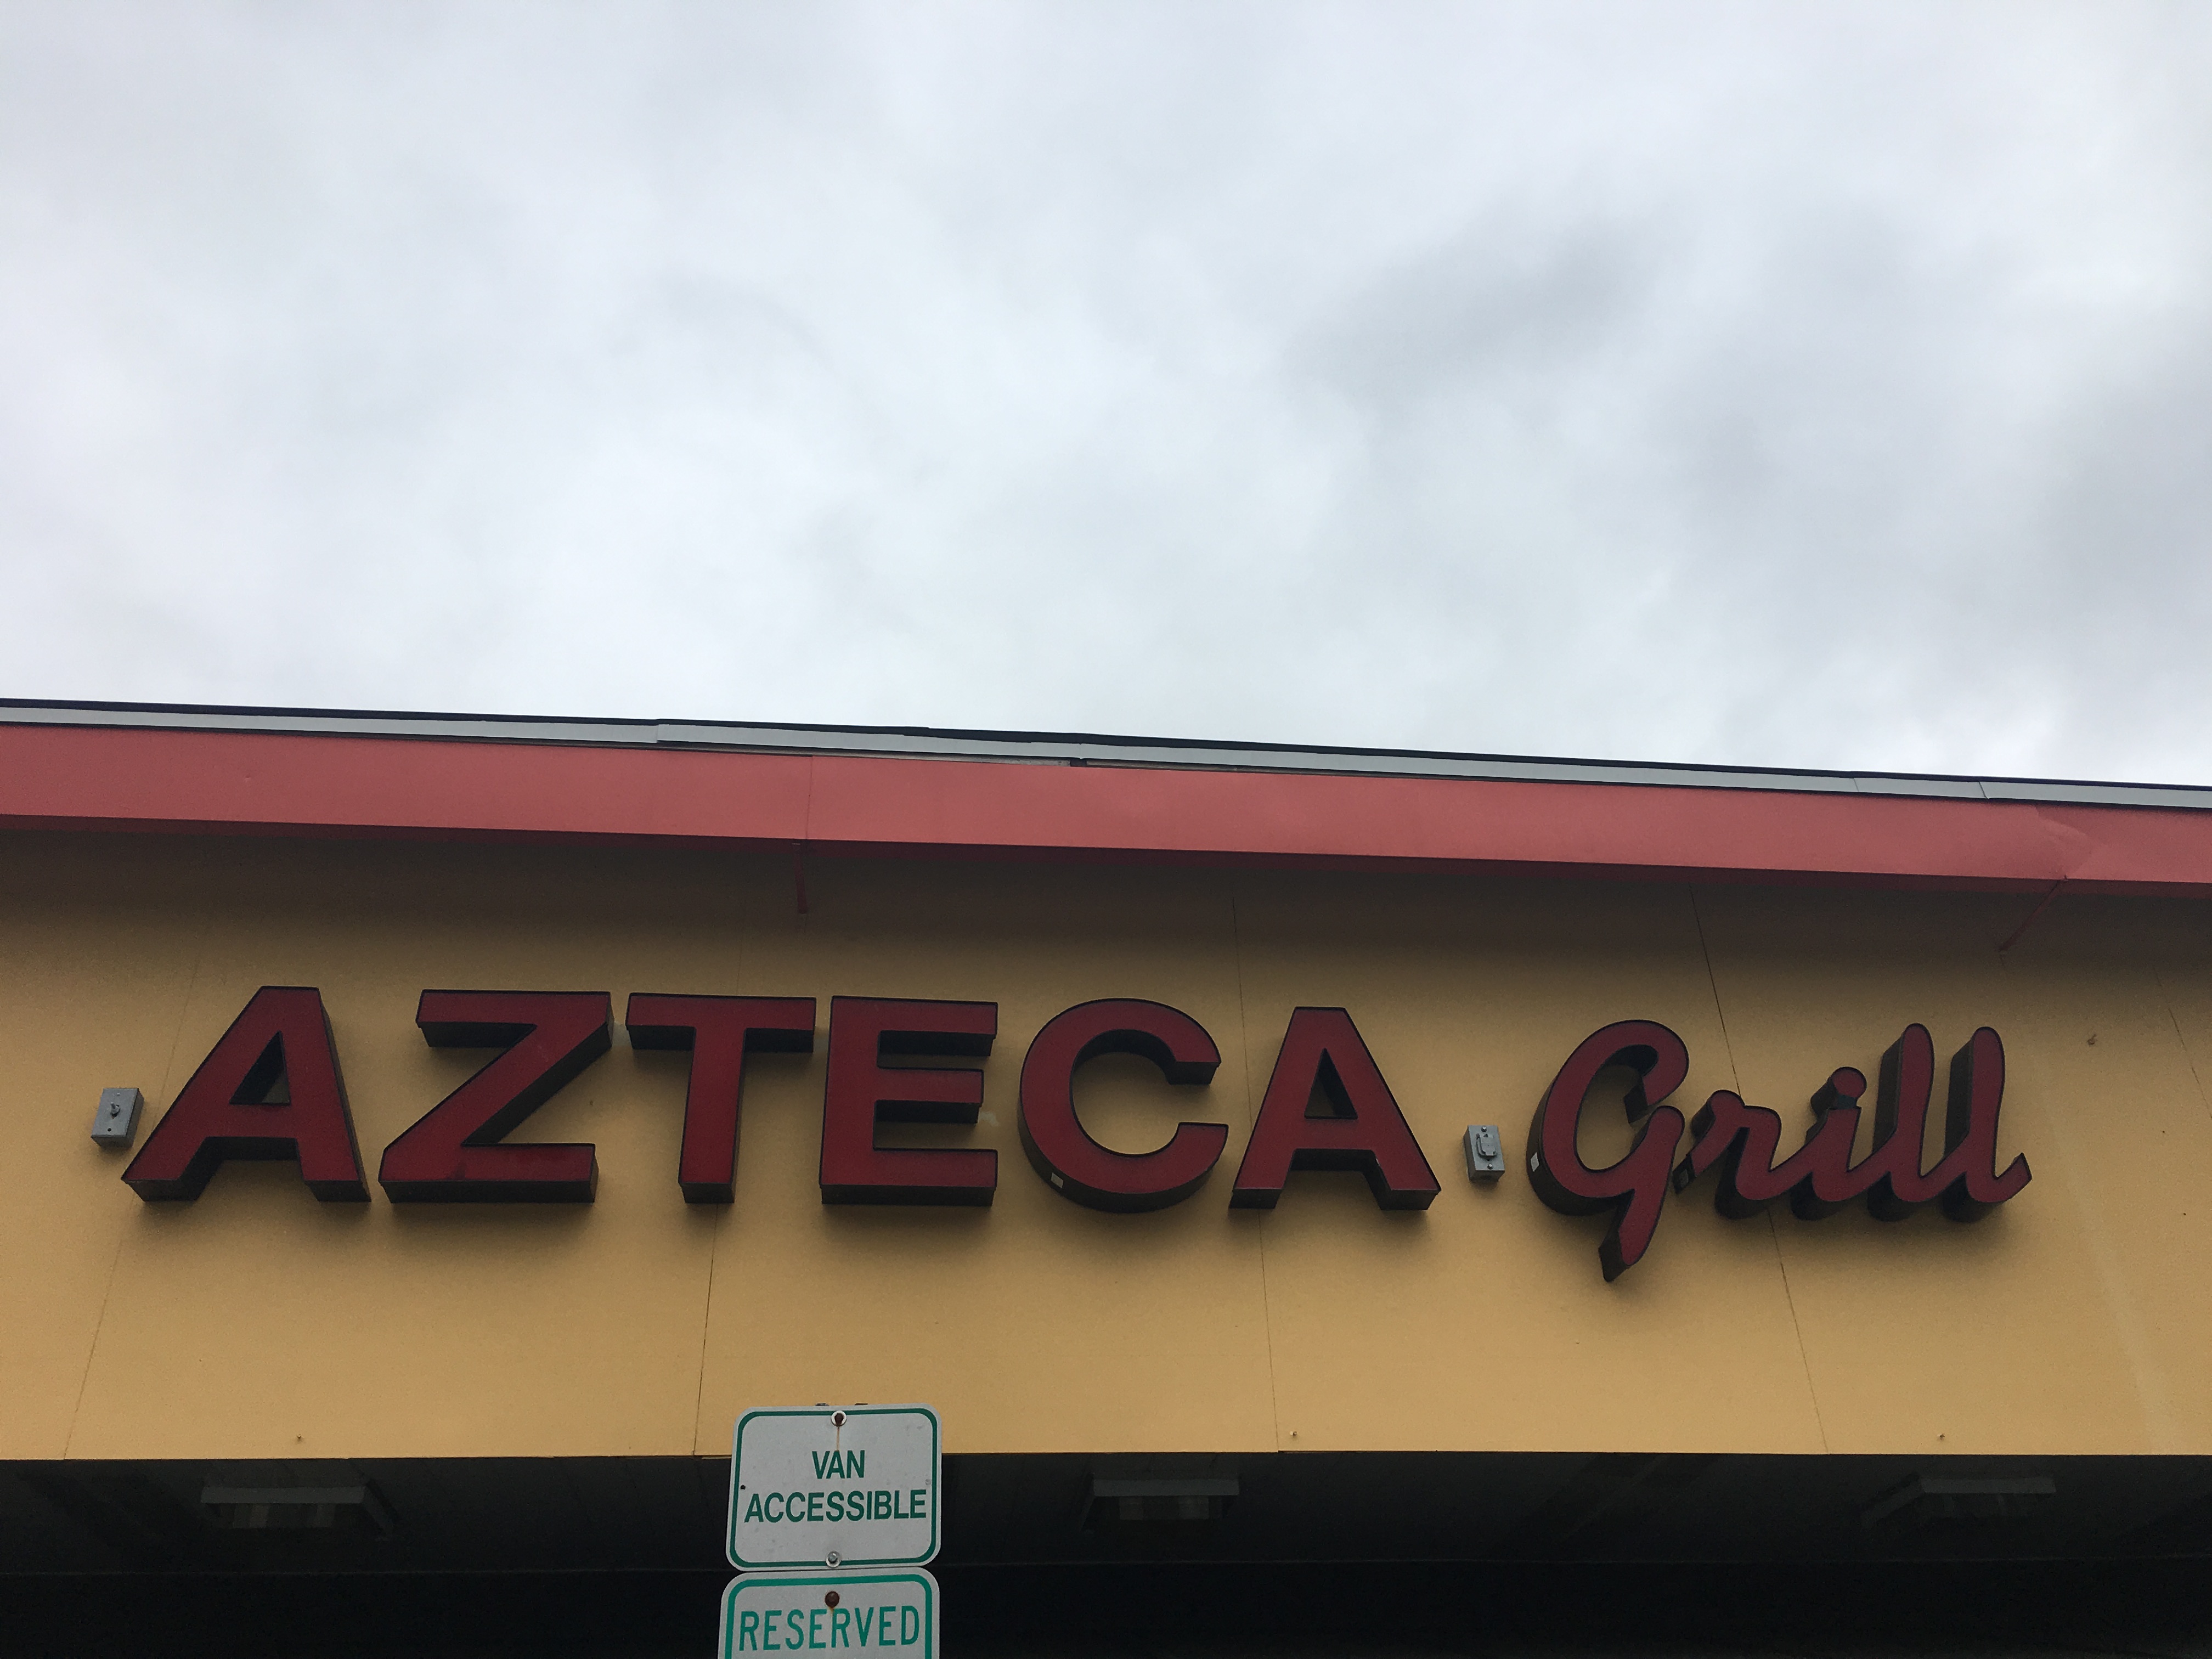 AZTECA Grill
VAN
ACCESSIBLE
RESERVED